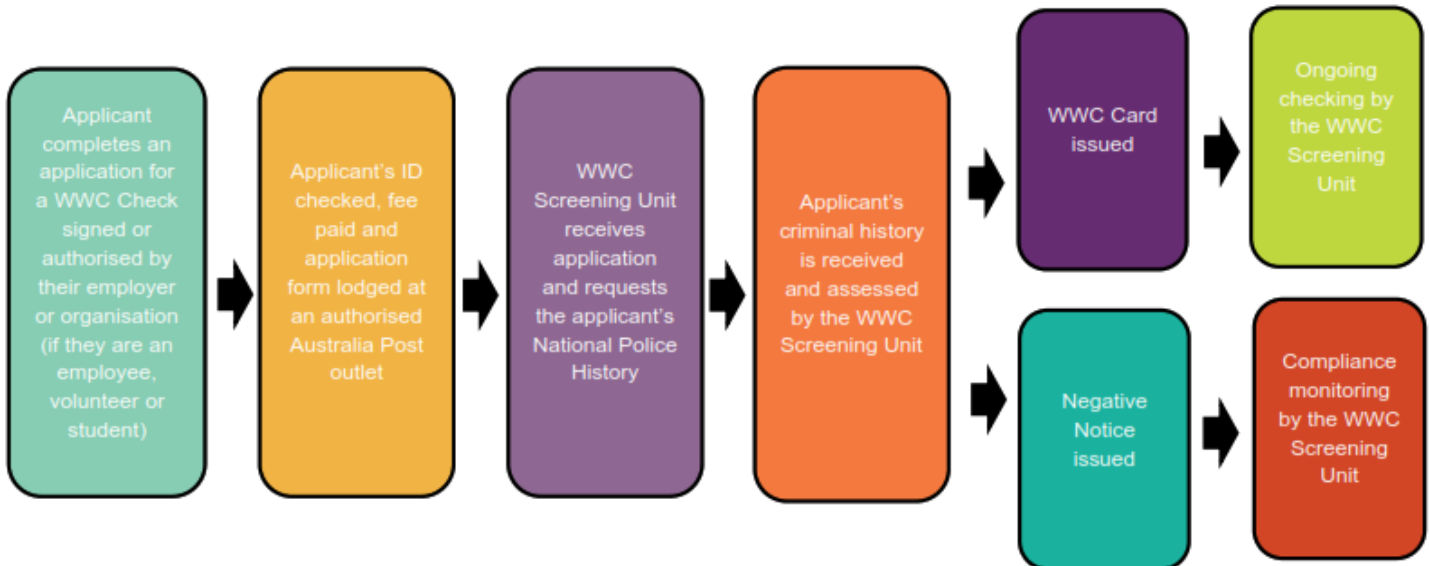 Applicant
completes an
application for
a WWC Check
signed or
authorised by
their employer
or organisation
(if they are an
employee,
volunteer or
student)
Applicant's ID
checked, fee
paid and
application
form lodged at
an authorised
Australia Post
outlet
WWC
Screening Unit
receives
application
and requests
the applicant's
National Police
History
Applicant's
criminal history
is received
and assessed
by the WWC
Screening Unit
WWC Card
issued
Ongoing
checking by
the WWC
Screening
Unit
Negative
Notice
issued
Compliance
monitoring
by the WWC
Screening
Unit